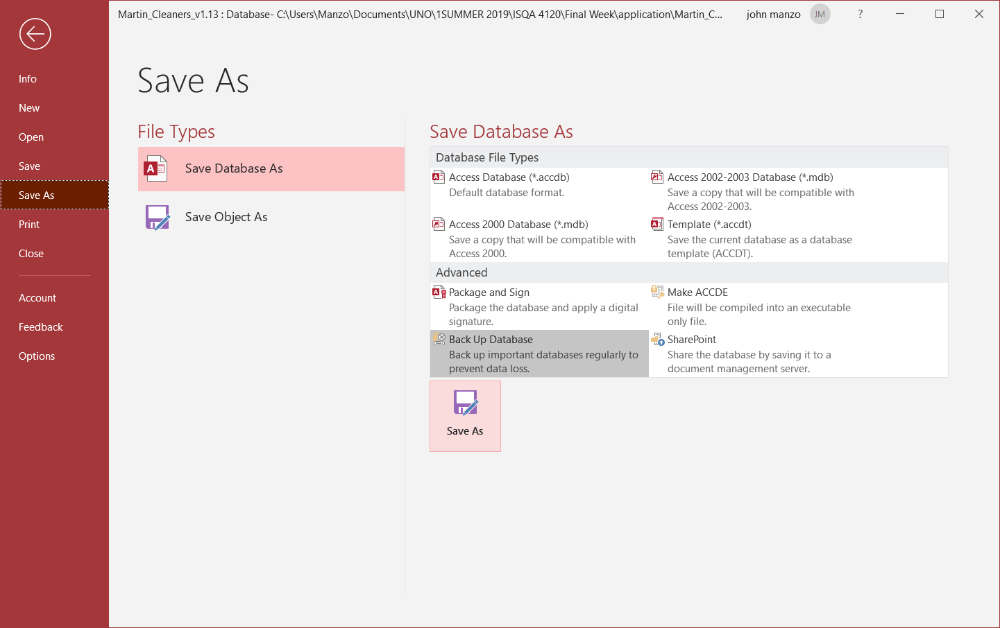 Martin_Cleaners_v1.13 : Database- C:\Users\Manzo\Documents\UNO\1SUMMER 2019\ISQA 4120\Final Week\application\Martin_C...
john manzo
JM
?
Info
New
Open
Save
Save As
Print
Close
Account
Feedback
Options
Save As
File Types
Save Database As
Save Object As
Save Database As
Database File Types
Access Database (*.accdb)
Default database format.
Access 2002-2003 Database (*.mdb)
Save a copy that will be compatible with
Access 2002-2003.
Access 2000 Database (*.mdb)
Save a copy that will be compatible with
Access 2000.
Template (*.accdt)
Save the current database as a database
template (ACCDT).
Advanced
Package and Sign
Package the database and apply a digital
signature.
Make ACCDE
File will be compiled into an executable
only file.
Back Up Database
Back up important databases regularly to
prevent data loss.
SharePoint
Share the database by saving it to a
document management server.
Save As